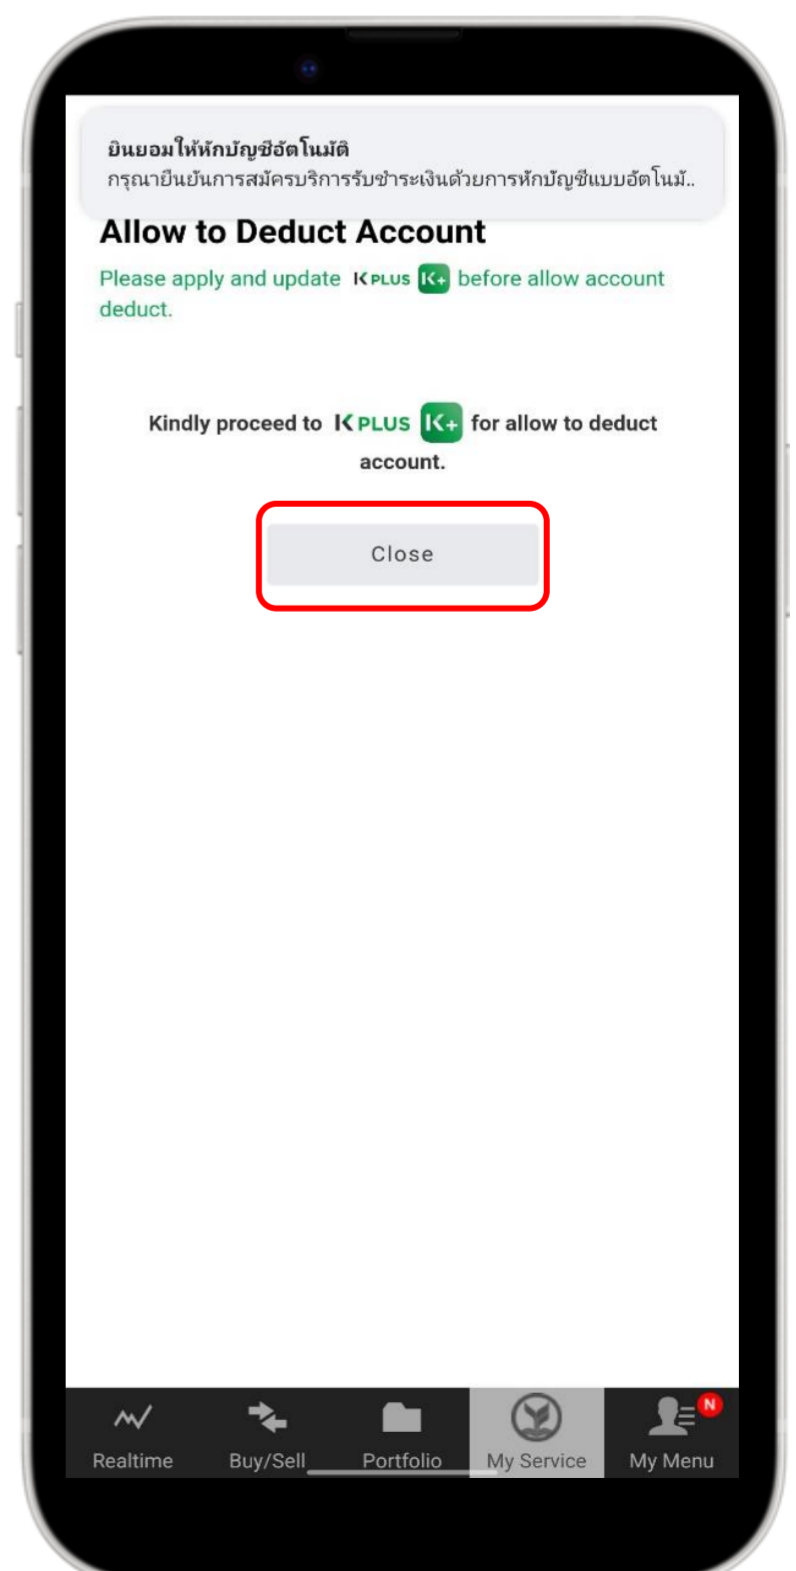 ยินยอมให้หักบัญชีอัตโนมัติ
กรุณายืนยันการสมัครบริการรับชำระเงินด้วยการหักบัญชีแบบอัตโนมั..
Allow to Deduct Account
Please apply and update K PLUS K+ before allow account
deduct.
Kindly proceed to K PLUS K+ for allow to deduct
account.
Close
N
Realtime Buy/Sell Portfolio My Service My Menu